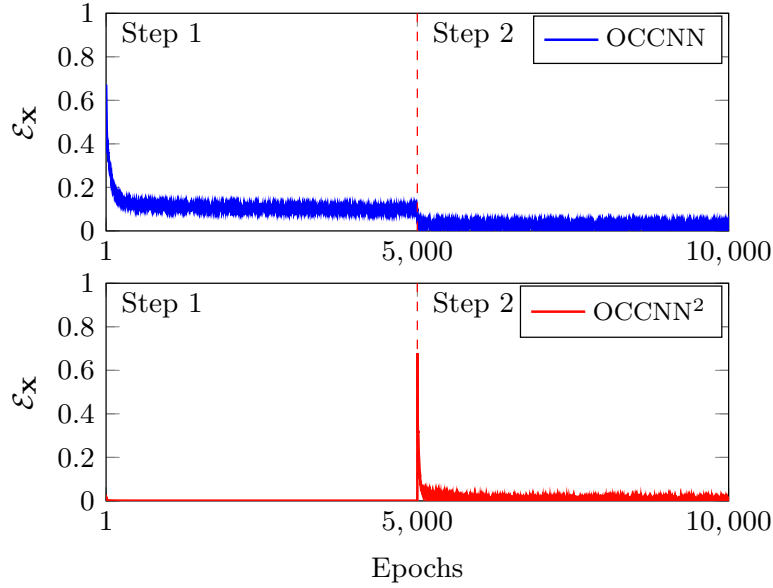 1
Step 1
Step 2
OCCNN
0.8
0.6
ℰ𝐗
0.4
0.2
0
1
5,000
10,000
1
Step 1
Step 2
OCCNN²
0.8
0.6
ℰ𝐗
0.4
0.2
0
1
5,000
10,000
Epochs